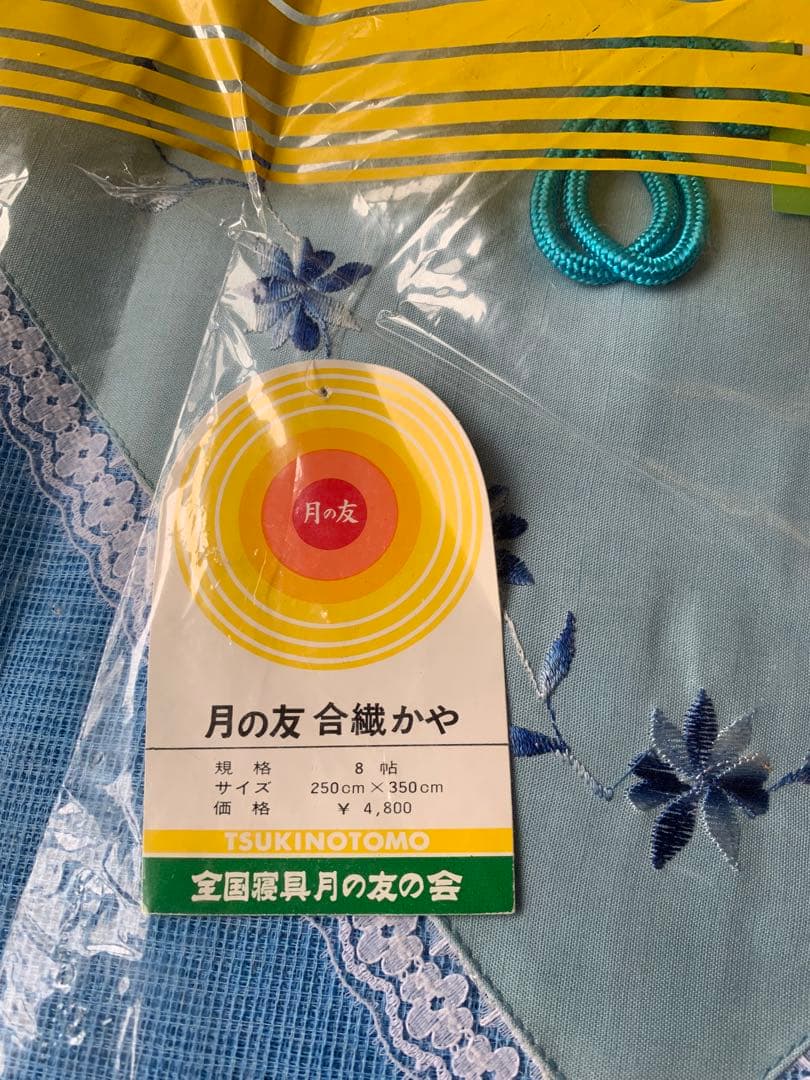 月の友
月の友 合繊かや
規格 8 帖
サイズ 250cm×350cm
価格 ¥ 4,800
TSUKINOTOMO
全国寝具月の友の会